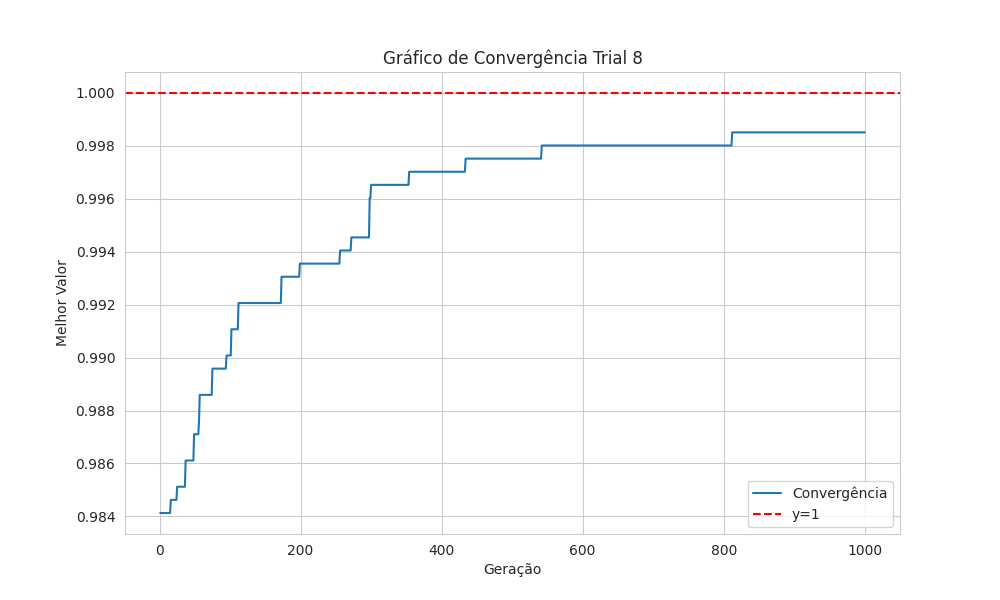 Gráfico de Convergência Trial 8
1.000
0.998
0.996
0.994
0.992
0.990
0.988
0.986
0.984
Melhor Valor
Convergência
y=1
0 200 400 600 800 1000
Geração